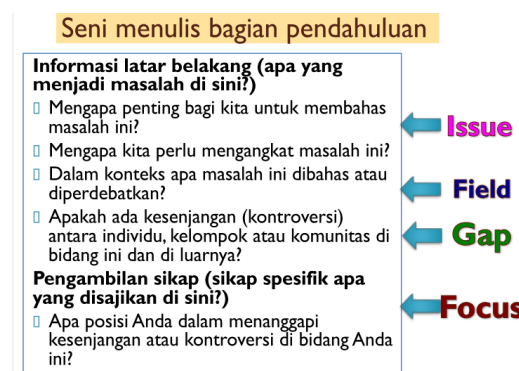 Seni menulis bagian pendahuluan
Informasi latar belakang (apa yang
menjadi masalah di sini?)
Mengapa penting bagi kita untuk membahas
masalah ini?
Mengapa kita perlu mengangkat masalah ini?
Dalam konteks apa masalah ini dibahas atau
diperdebatkan?
Apakah ada kesenjangan (kontroversi)
antara individu, kelompok atau komunitas di
bidang ini dan di luarnya?
Pengambilan sikap (sikap spesifik apa
yang disajikan di sini?)
Apa posisi Anda dalam menanggapi
kesenjangan atau kontroversi di bidang Anda
ini?
Issue
Field
Gap
Focus